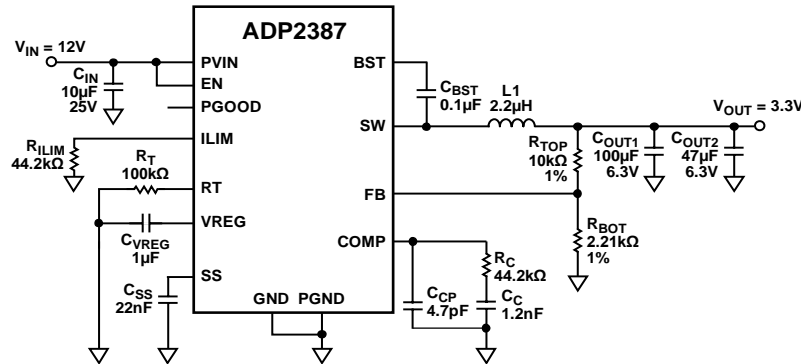 ADP2387
V_IN = 12V
C_IN
10µF
25V
PVIN
EN
PGOOD
ILIM
R_ILIM
44.2kΩ
R_T
100kΩ
RT
VREG
C_VREG
1µF
SS
C_SS
22nF
GND PGND
BST
C_BST
0.1µF
L1
2.2µH
SW
V_OUT = 3.3V
R_TOP
10kΩ
1%
C_OUT1
100µF
6.3V
C_OUT2
47µF
6.3V
FB
R_BOT
2.21kΩ
1%
COMP
R_C
44.2kΩ
C_CP
4.7pF
C_C
1.2nF